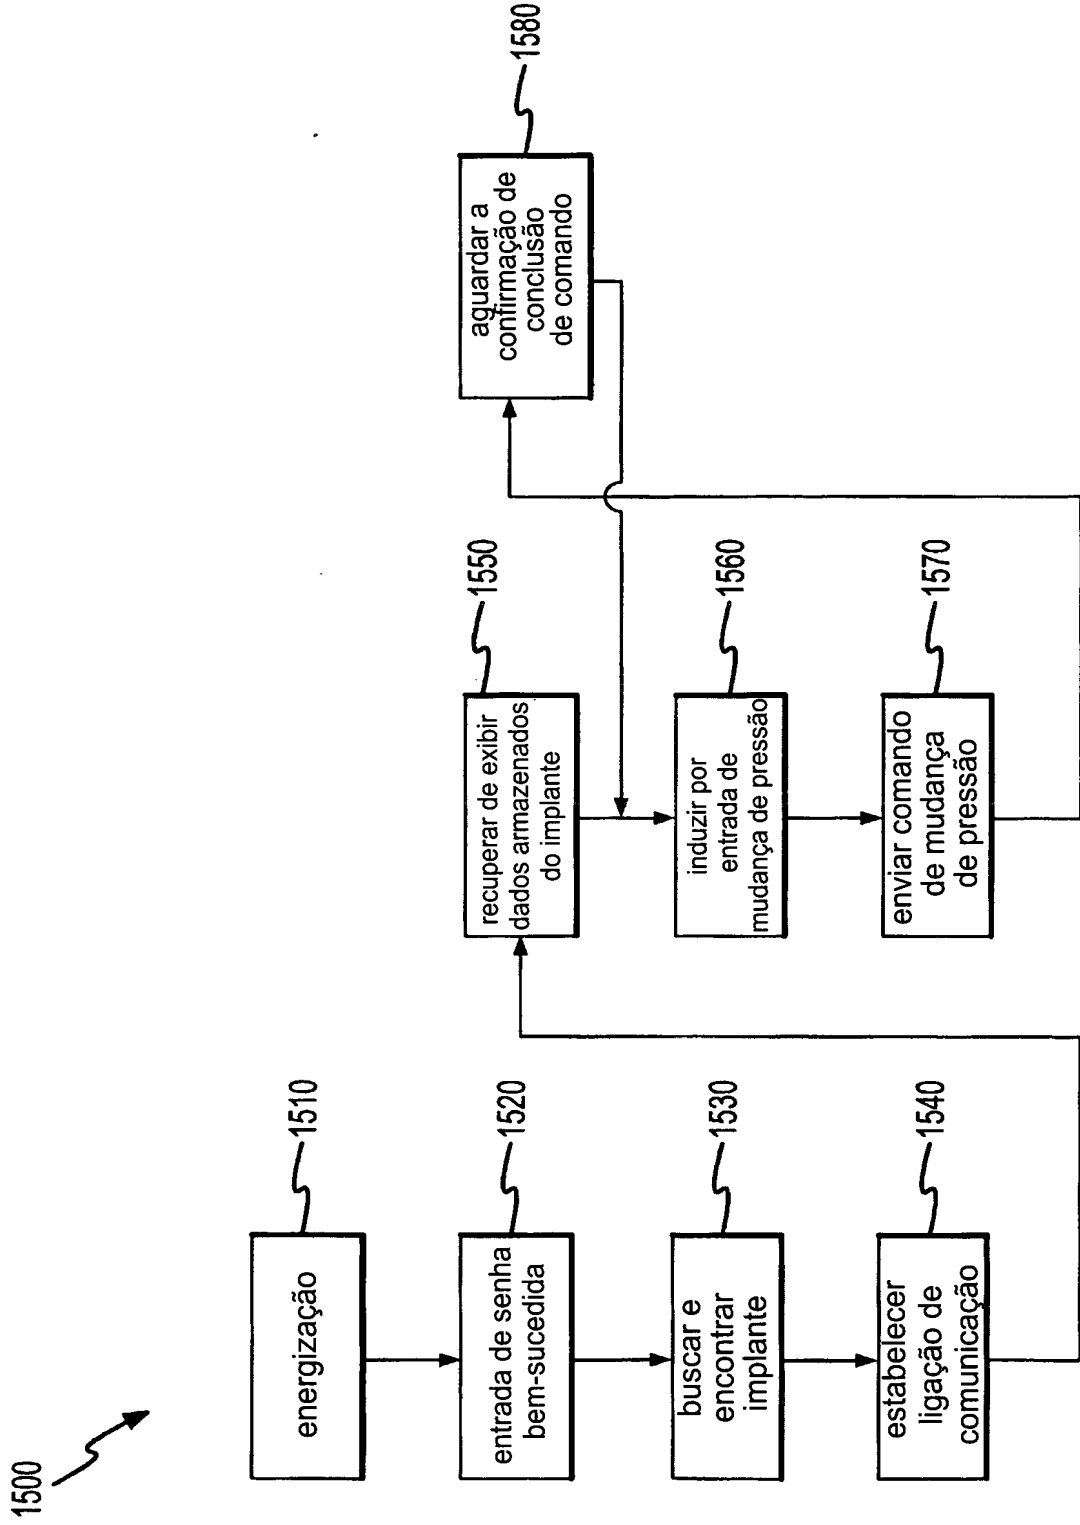 1500
energização
1510
entrada de senha
bem-sucedida
1520
buscar e
encontrar
implante
1530
estabelecer
ligação de
comunicação
1540
recuperar de exibir
dados armazenados
do implante
1550
induzir por
entrada de
mudança de pressão
1560
enviar comando
de mudança
de pressão
1570
aguardar a
confirmação de
conclusão
de comando
1580